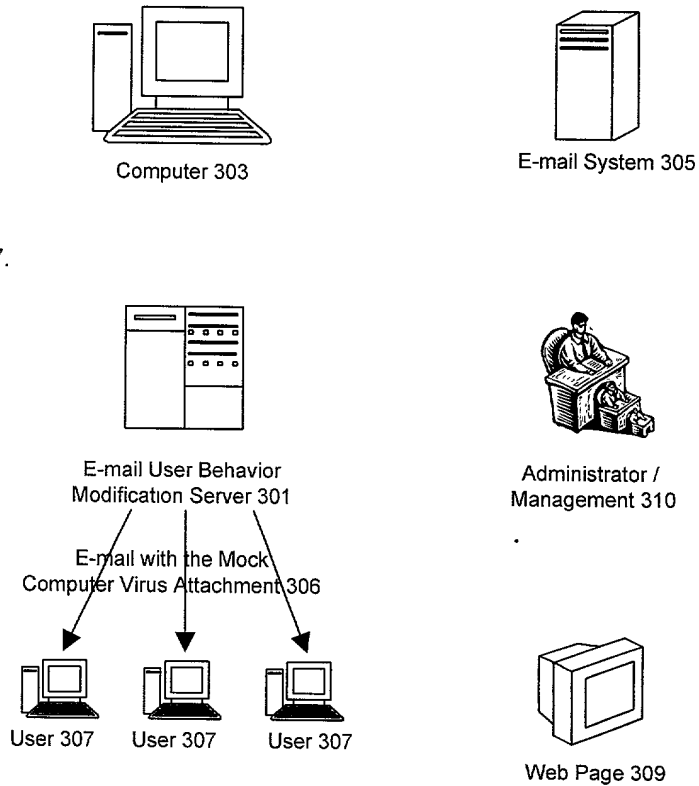 Computer 303
E-mail System 305
7.
E-mail User Behavior
Modification Server 301
Administrator /
Management 310
E-mail with the Mock
Computer Virus Attachment 306
User 307
User 307
User 307
Web Page 309